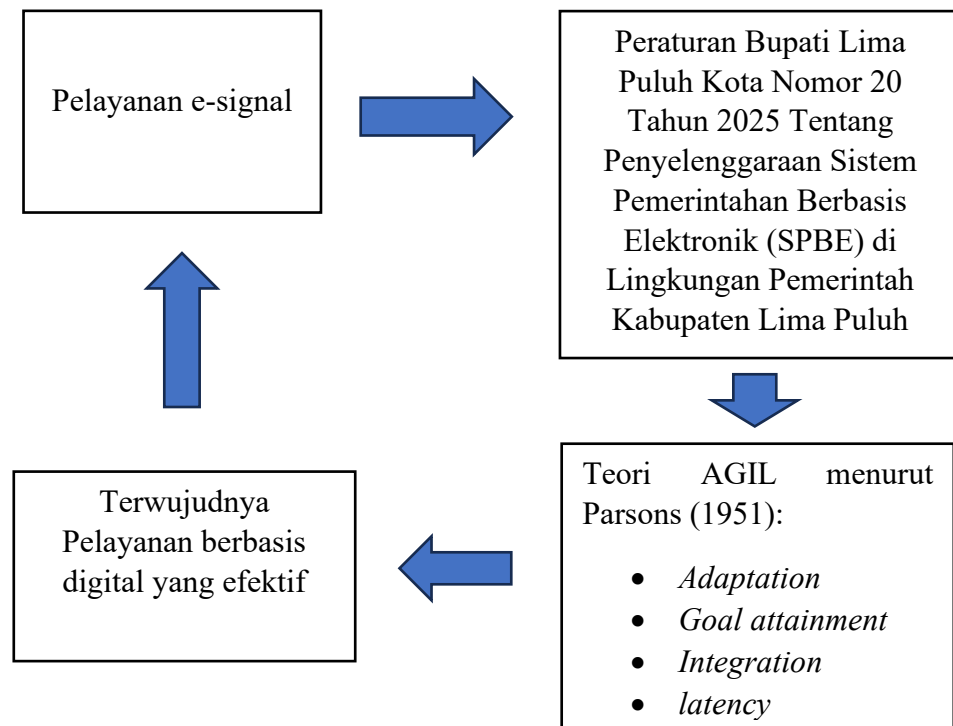 Pelayanan e-signal
Peraturan Bupati Lima
Puluh Kota Nomor 20
Tahun 2025 Tentang
Penyelenggaraan Sistem
Pemerintahan Berbasis
Elektronik (SPBE) di
Lingkungan Pemerintah
Kabupaten Lima Puluh
Teori AGIL menurut
Parsons (1951):
• Adaptation
• Goal attainment
• Integration
• latency
Terwujudnya
Pelayanan berbasis
digital yang efektif